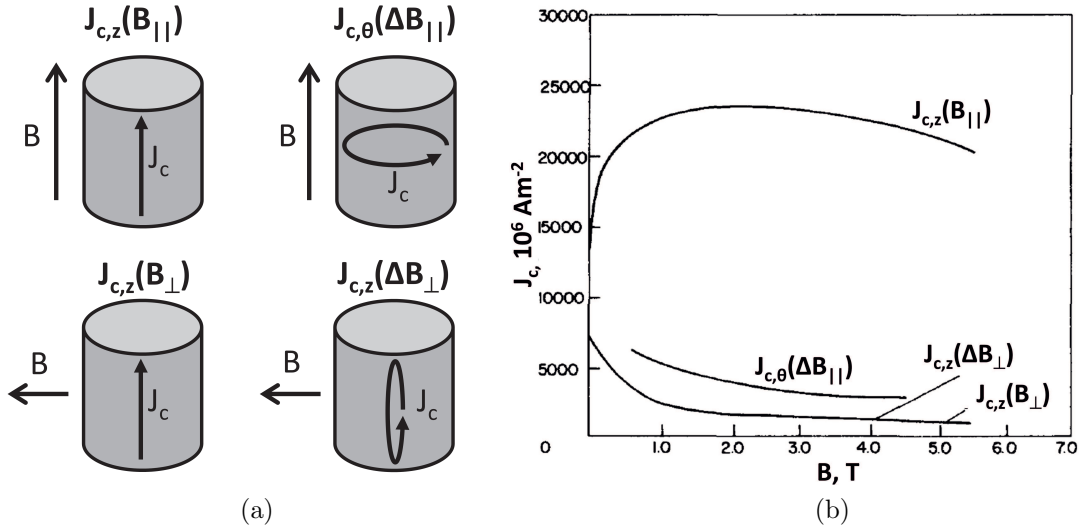 J_c,z(B_||)
B
J_c
J_c,θ(ΔB_||)
B
J_c
J_c,z(B_⊥)
B
J_c
J_c,z(ΔB_⊥)
B
J_c
(a)
30000
25000
20000
15000
10000
5000
0
J_c, 10⁶ Am⁻²
J_c,z(B_||)
J_c,θ(ΔB_||)
J_c,z(ΔB_⊥)
J_c,z(B_⊥)
1.0 2.0 3.0 4.0 5.0 6.0 7.0
B, T
(b)